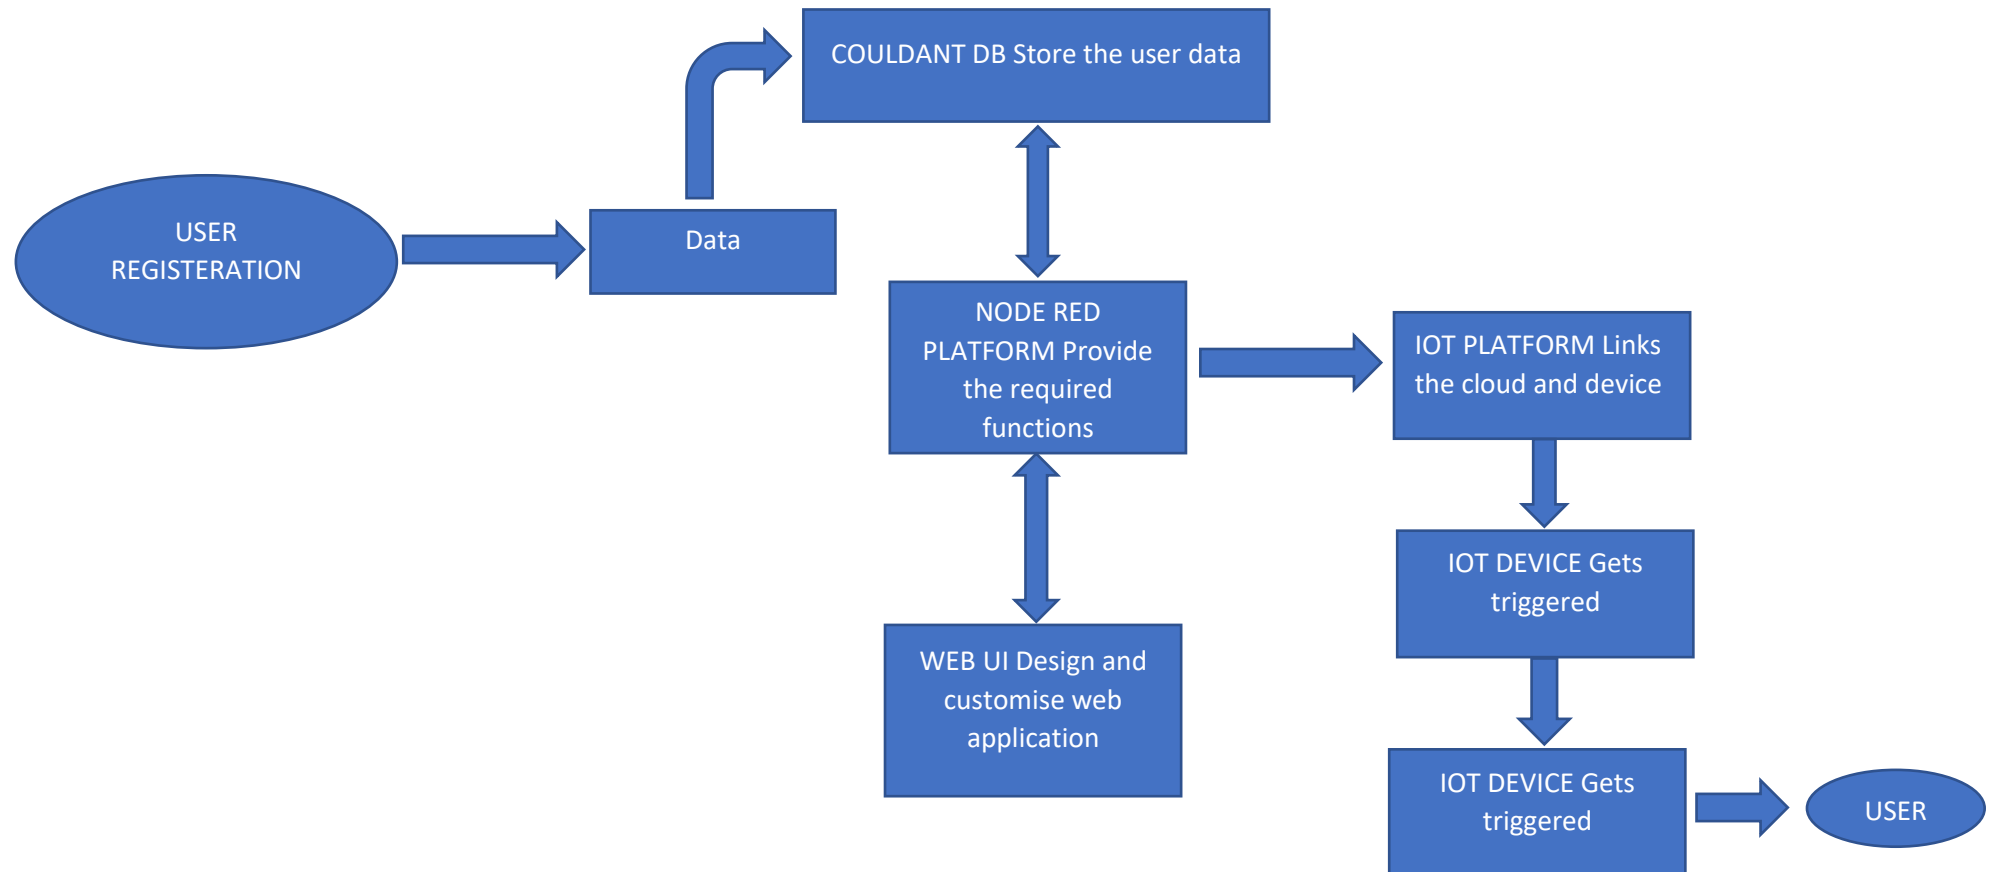 COULDANT DB Store the user data
USER
REGISTERATION
Data
NODE RED
PLATFORM Provide
the required
functions
IOT PLATFORM Links
the cloud and device
IOT DEVICE Gets
triggered
WEB UI Design and
customise web
application
IOT DEVICE Gets
triggered
USER